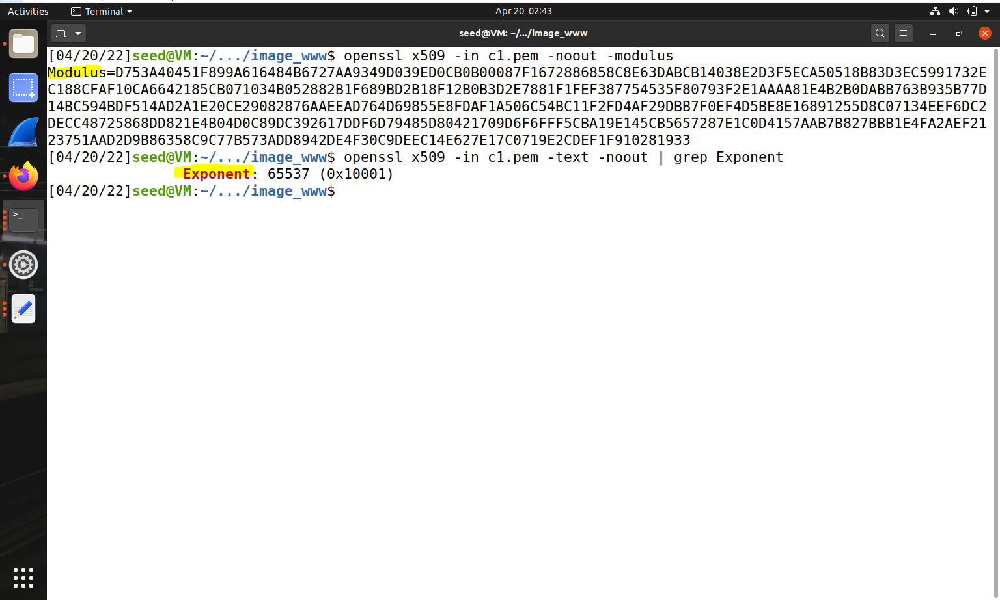 Activities
Terminal
Apr 20 02:43
seed@VM: ~/.../image_www
[04/20/22]seed@VM:~/.../image_www$ openssl x509 -in c1.pem -noout -modulus
Modulus=D753A40451F899A616484B6727AA9349D039ED0CB0B00087F1672886858C8E63DABCB14038E2D3F5ECA50518B83D3EC5991732E
C188CFAF10CA6642185CB071034B052882B1F689BD2B18F12B0B3D2E7881F1FEF387754535F80793F2E1AAAA81E4B2B0DABB763B935B77D
14BC594BDF514AD2A1E20CE29082876AAEEAD764D69855E8FDAF1A506C54BC11F2FD4AF29DBB7F0EF4D5BE8E16891255D8C07134EEF6DC2
DECC48725868DD821E4B04D0C89DC392617DDF6D79485D80421709D6F6FFF5CBA19E145CB5657287E1C0D4157AAB7B827BBB1E4FA2AEF21
23751AAD2D9B86358C9C77B573ADD8942DE4F30C9DEEC14E627E17C0719E2CDEF1F910281933
[04/20/22]seed@VM:~/.../image_www$ openssl x509 -in c1.pem -text -noout | grep Exponent
Exponent: 65537 (0x10001)
[04/20/22]seed@VM:~/.../image_www$